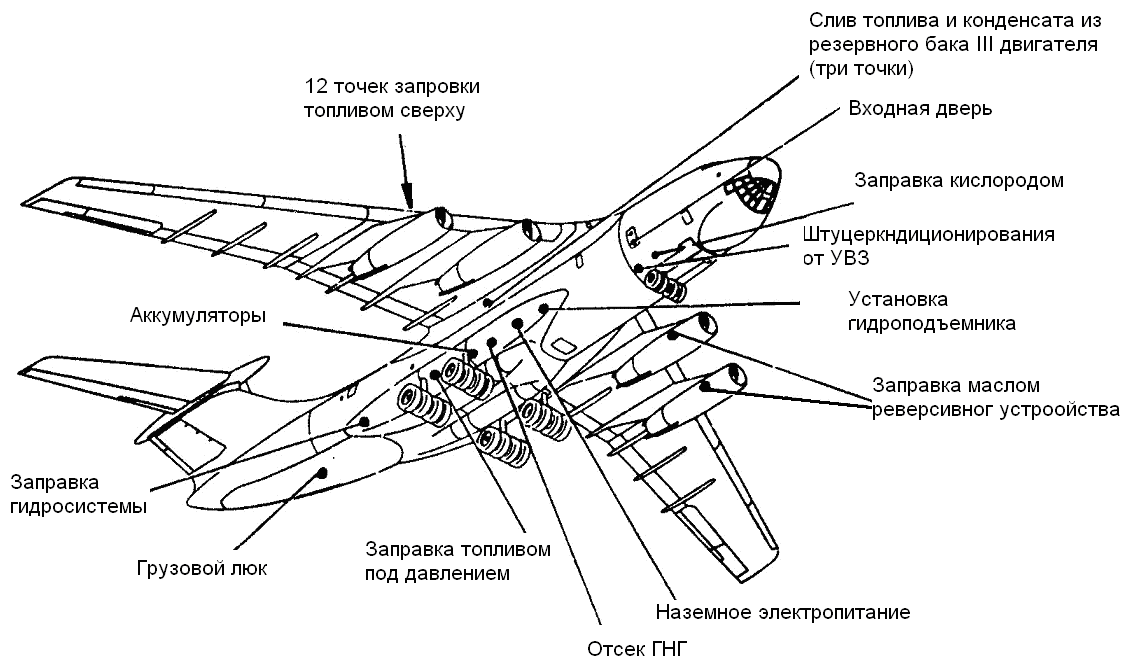 Слив топлива и конденсата из
резервного бака III двигателя
(три точки)
12 точек запровки
топливом сверху
Входная дверь
Заправка кислородом
Штуцеркндиционирования
от УВЗ
Установка
гидроподъемника
Аккумуляторы
Заправка маслом
реверсивног устроойства
Заправка
гидросистемы
Грузовой люк
Заправка топливом
под давлением
Наземное электропитание
Отсек ГНГ